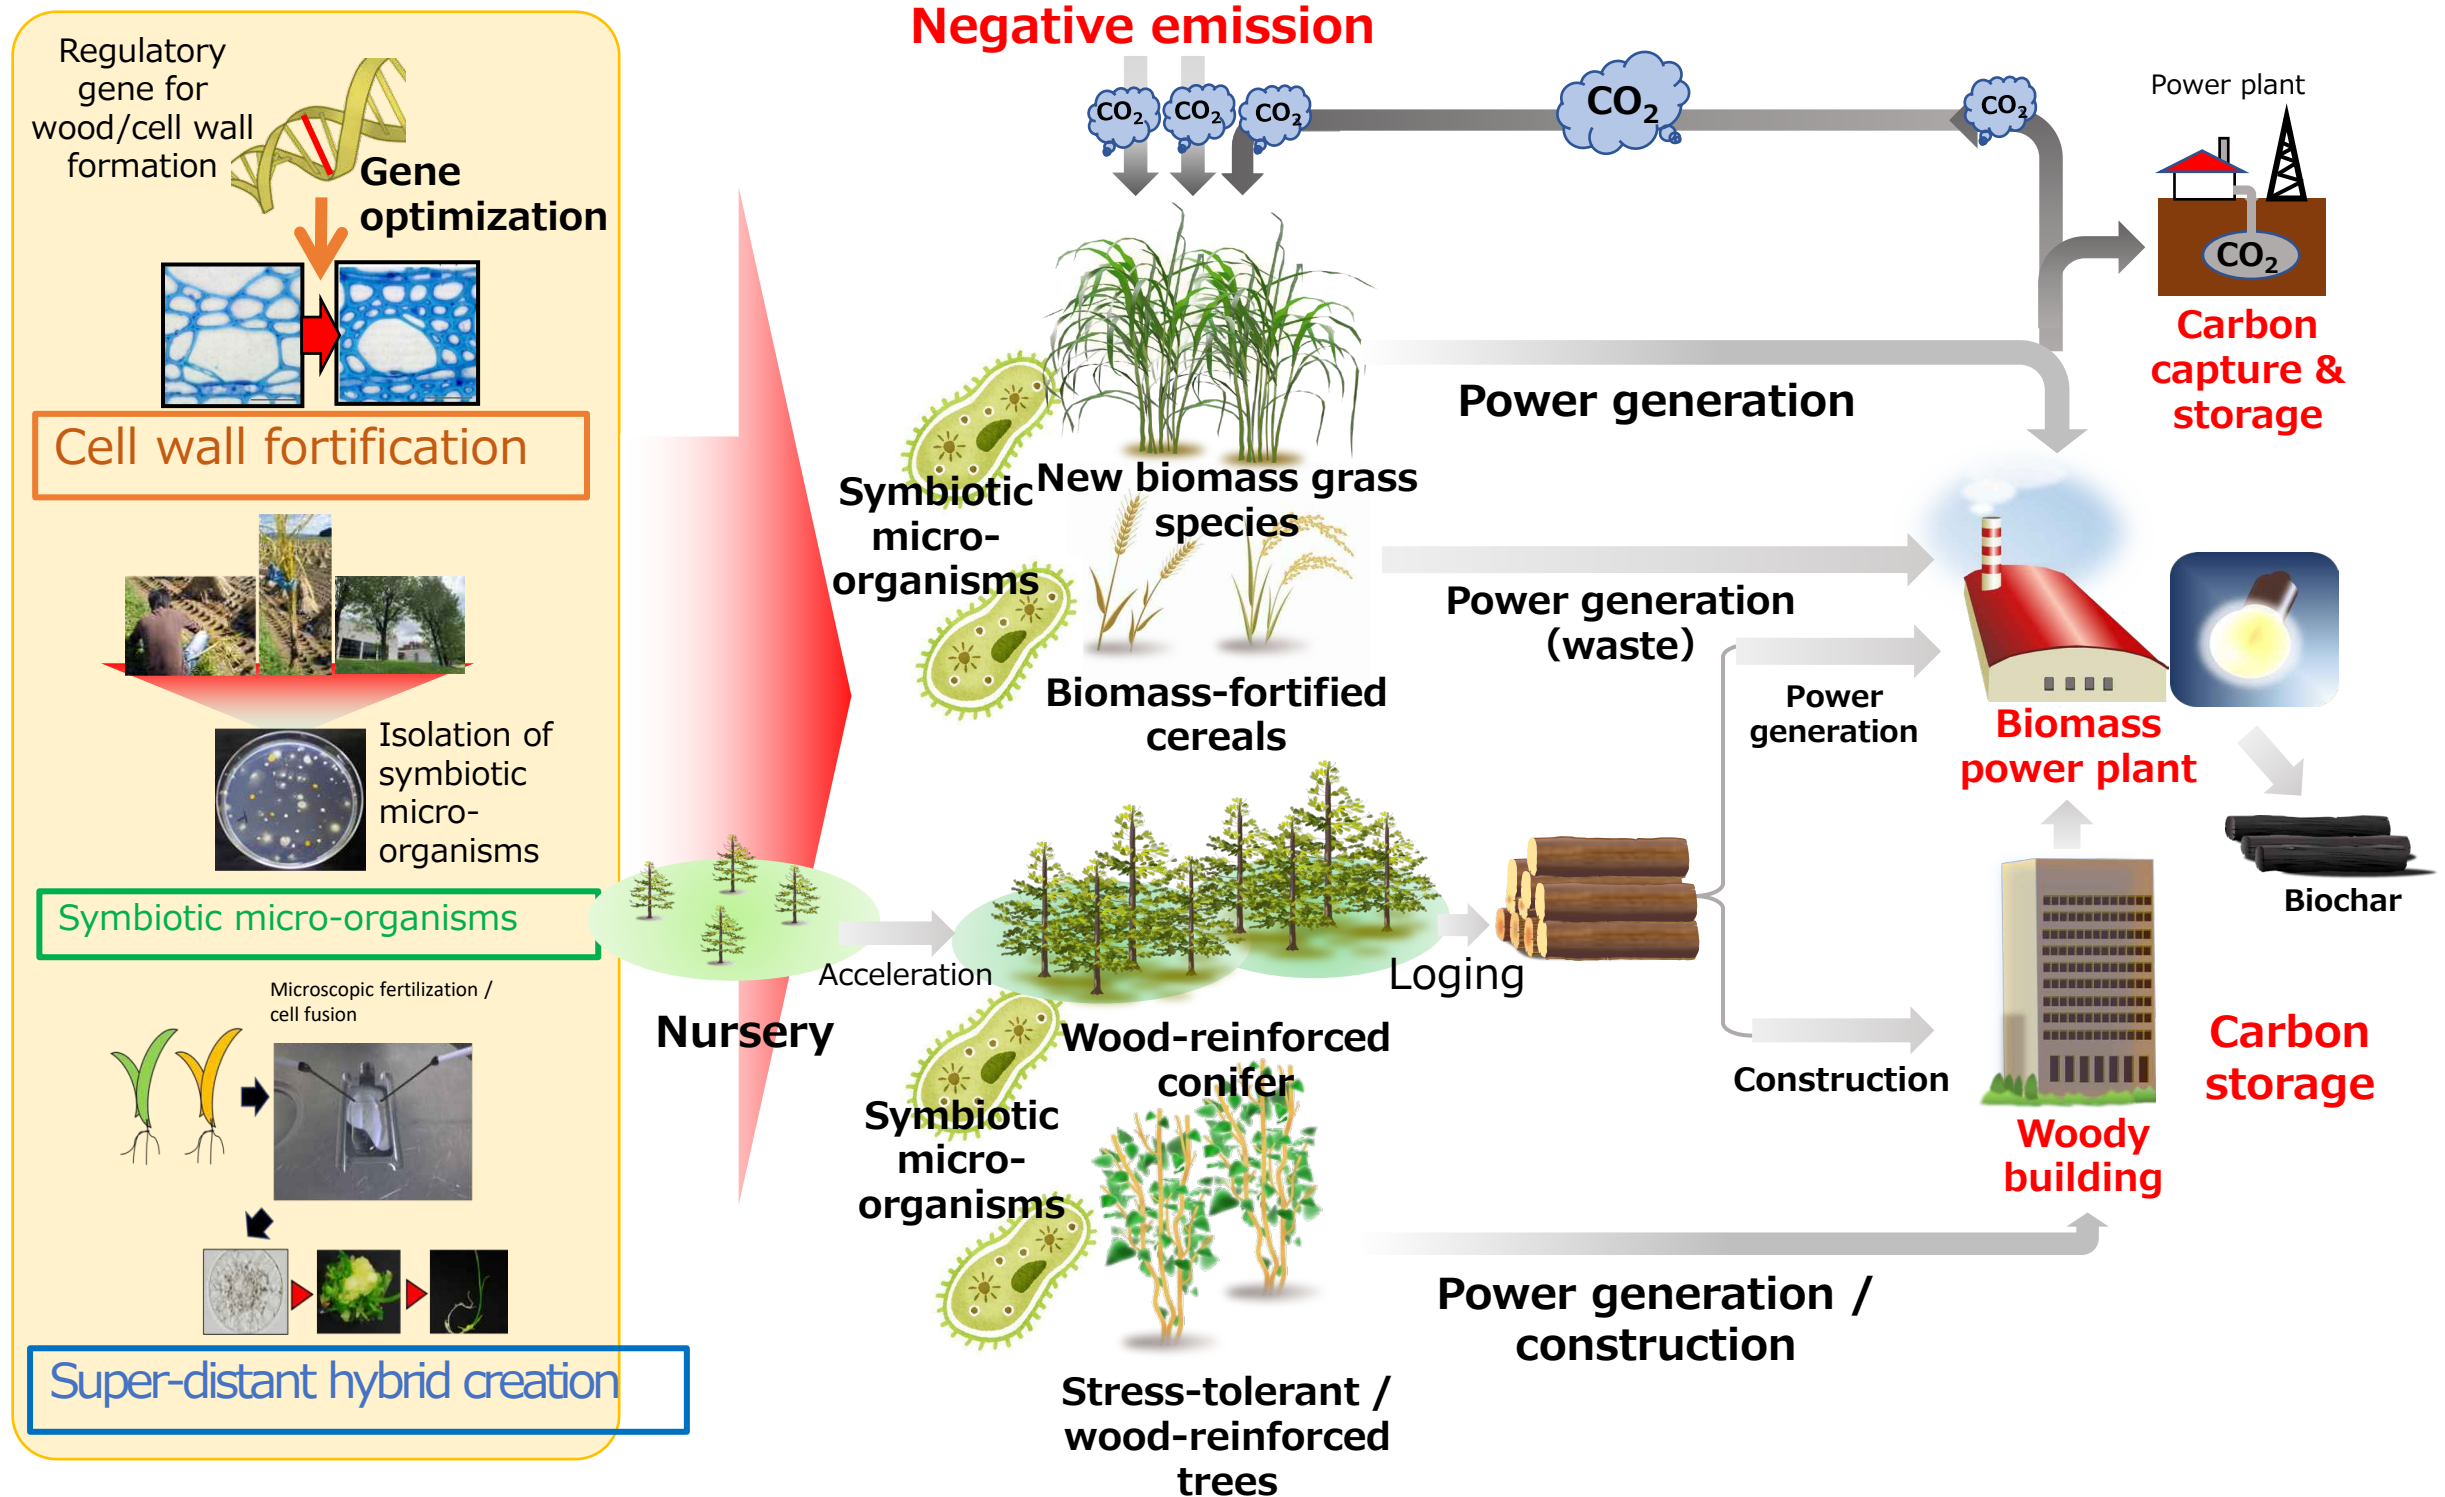 Regulatory
gene for
wood/cell wall
formation
Gene
optimization
Cell wall fortification
Isolation of
symbiotic
micro-
organisms
Symbiotic micro-organisms
Microscopic fertilization /
cell fusion
Super-distant hybrid creation
Negative emission
CO2
CO2
CO2
CO2
CO2
Power plant
CO2
Carbon
capture &
storage
Power generation
Symbiotic
micro-
organisms
New biomass grass
species
Power generation
(waste)
Biomass-fortified
cereals
Power
generation
Biomass
power plant
Biochar
Nursery
Acceleration
Loging
Wood-reinforced
conifer
Symbiotic
micro-
organisms
Construction
Carbon
storage
Woody
building
Power generation /
construction
Stress-tolerant /
wood-reinforced
trees